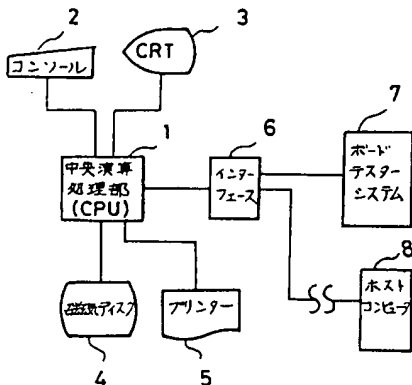 2
コンソール
CRT
3
1
中央演算
処理部
(CPU)
6
インター
フェース
7
ボード
テスター
システム
8
ホスト
コンピュータ
磁気ディスク
4
プリンター
5